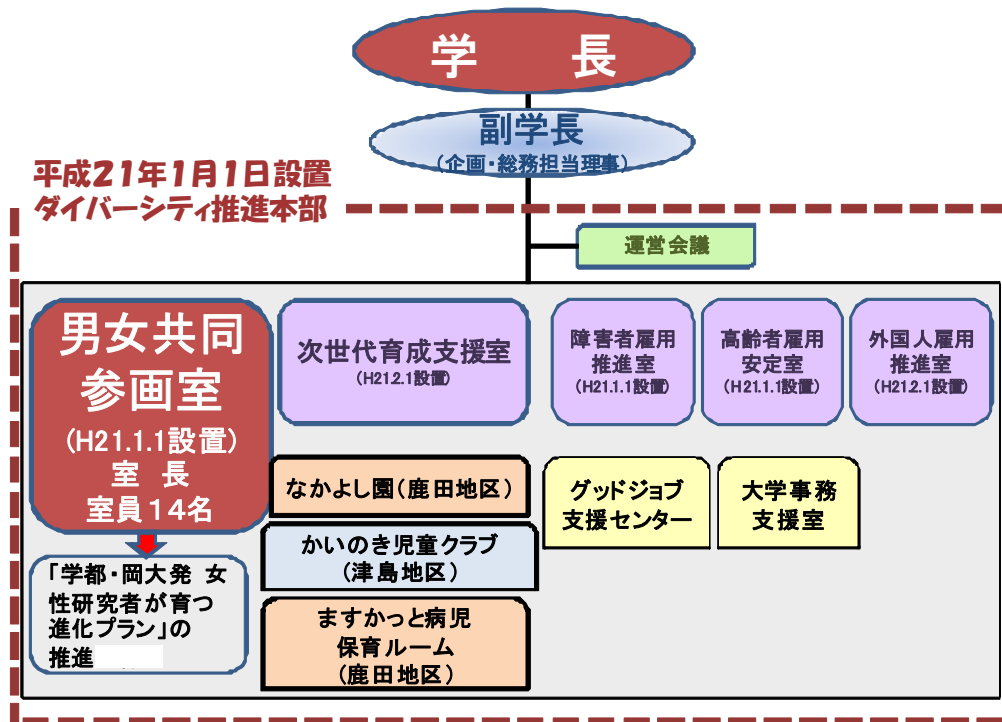 学　長
副学長
(企画・総務担当理事)
平成21年1月1日設置
ダイバーシティ推進本部
運営会議
男女共同
参画室
(H21.1.1設置)
室　長
室員14名
次世代育成支援室
(H21.2.1設置)
障害者雇用
推進室
(H21.1.1設置)
高齢者雇用
安定室
(H21.1.1設置)
外国人雇用
推進室
(H21.2.1設置)
なかよし園(鹿田地区)
かいのき児童クラブ
(津島地区)
ますかっと病児
保育ルーム
(鹿田地区)
グッドジョブ
支援センター
大学事務
支援室
「学都・岡大発 女
性研究者が育つ
進化プラン」の
推進